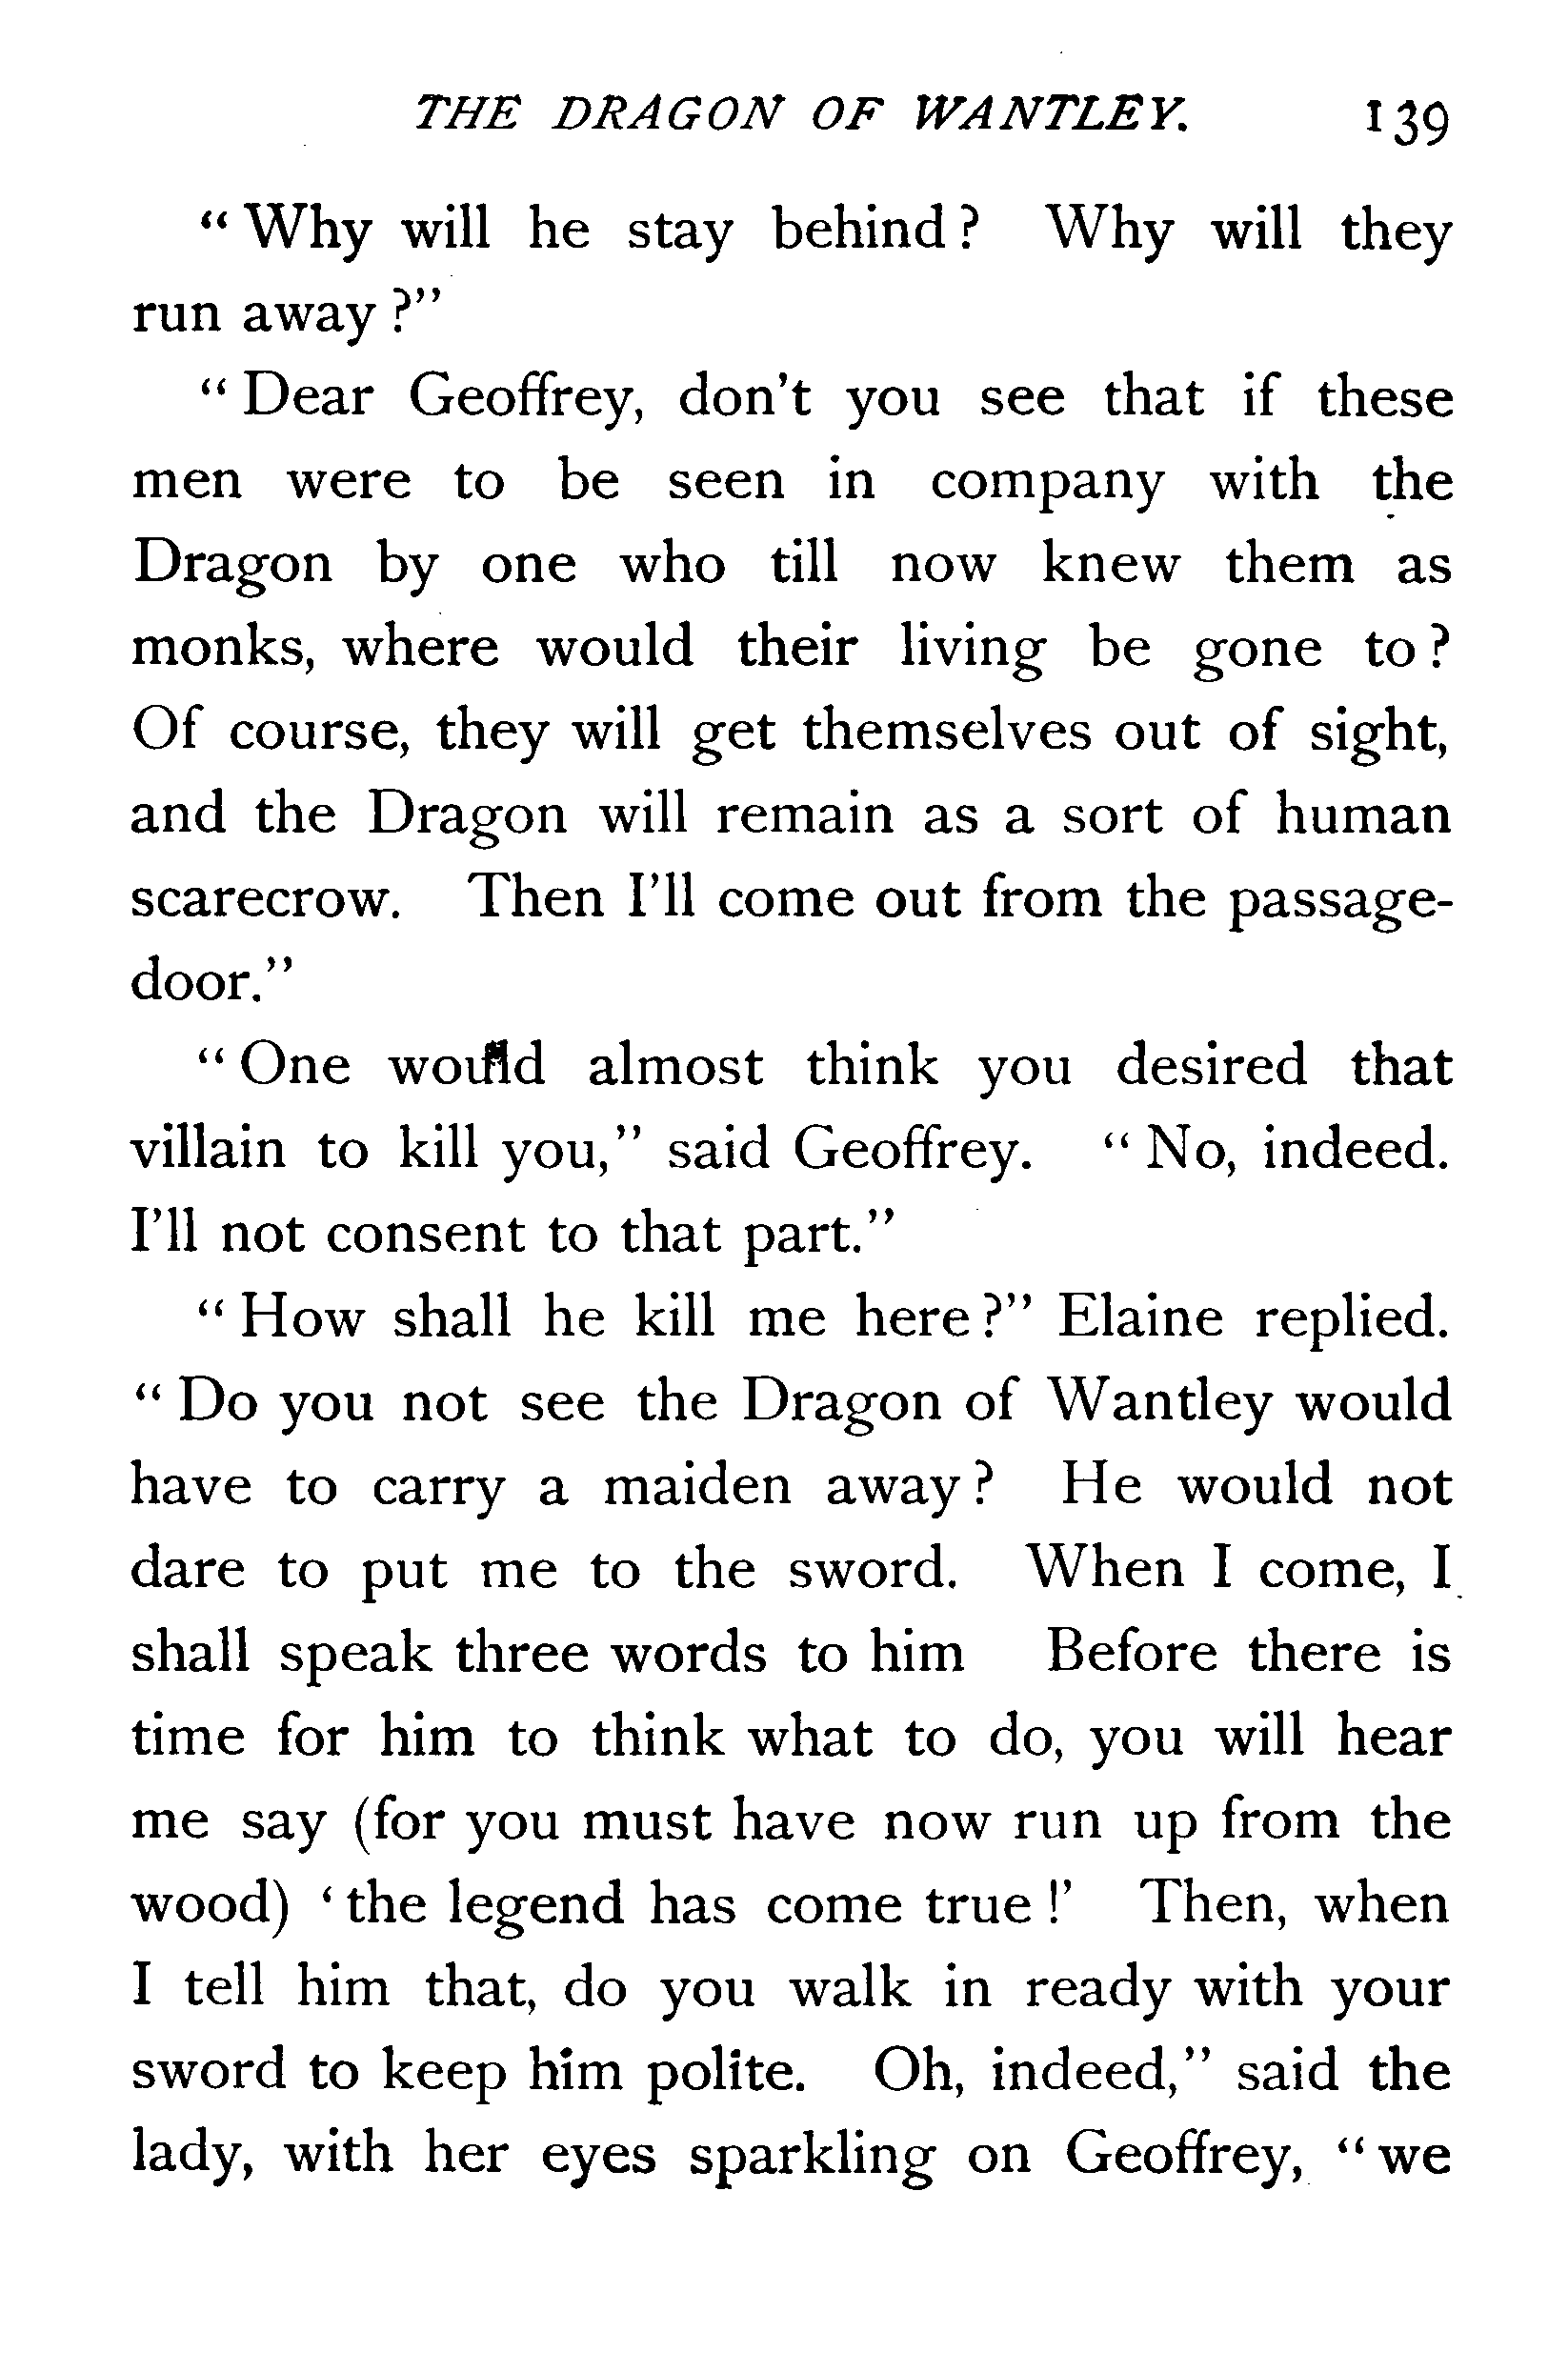 THE DRAGON OF WANTLEY. 139
“Why will he stay behind? Why will they
run away?”
“Dear Geoffrey, don't you see that if these
men were to be seen in company with the
Dragon by one who till now knew them as
monks, where would their living be gone to?
Of course, they will get themselves out of sight,
and the Dragon will remain as a sort of human
scarecrow. Then I'll come out from the passage-
door.”
“One would almost think you desired that
villain to kill you,” said Geoffrey. “No, indeed.
I'll not consent to that part.”
“How shall he kill me here?” Elaine replied.
“Do you not see the Dragon of Wantley would
have to carry a maiden away? He would not
dare to put me to the sword. When I come, I
shall speak three words to him Before there is
time for him to think what to do, you will hear
me say (for you must have now run up from the
wood) ‘the legend has come true!’ Then, when
I tell him that, do you walk in ready with your
sword to keep him polite. Oh, indeed,” said the
lady, with her eyes sparkling on Geoffrey, “we